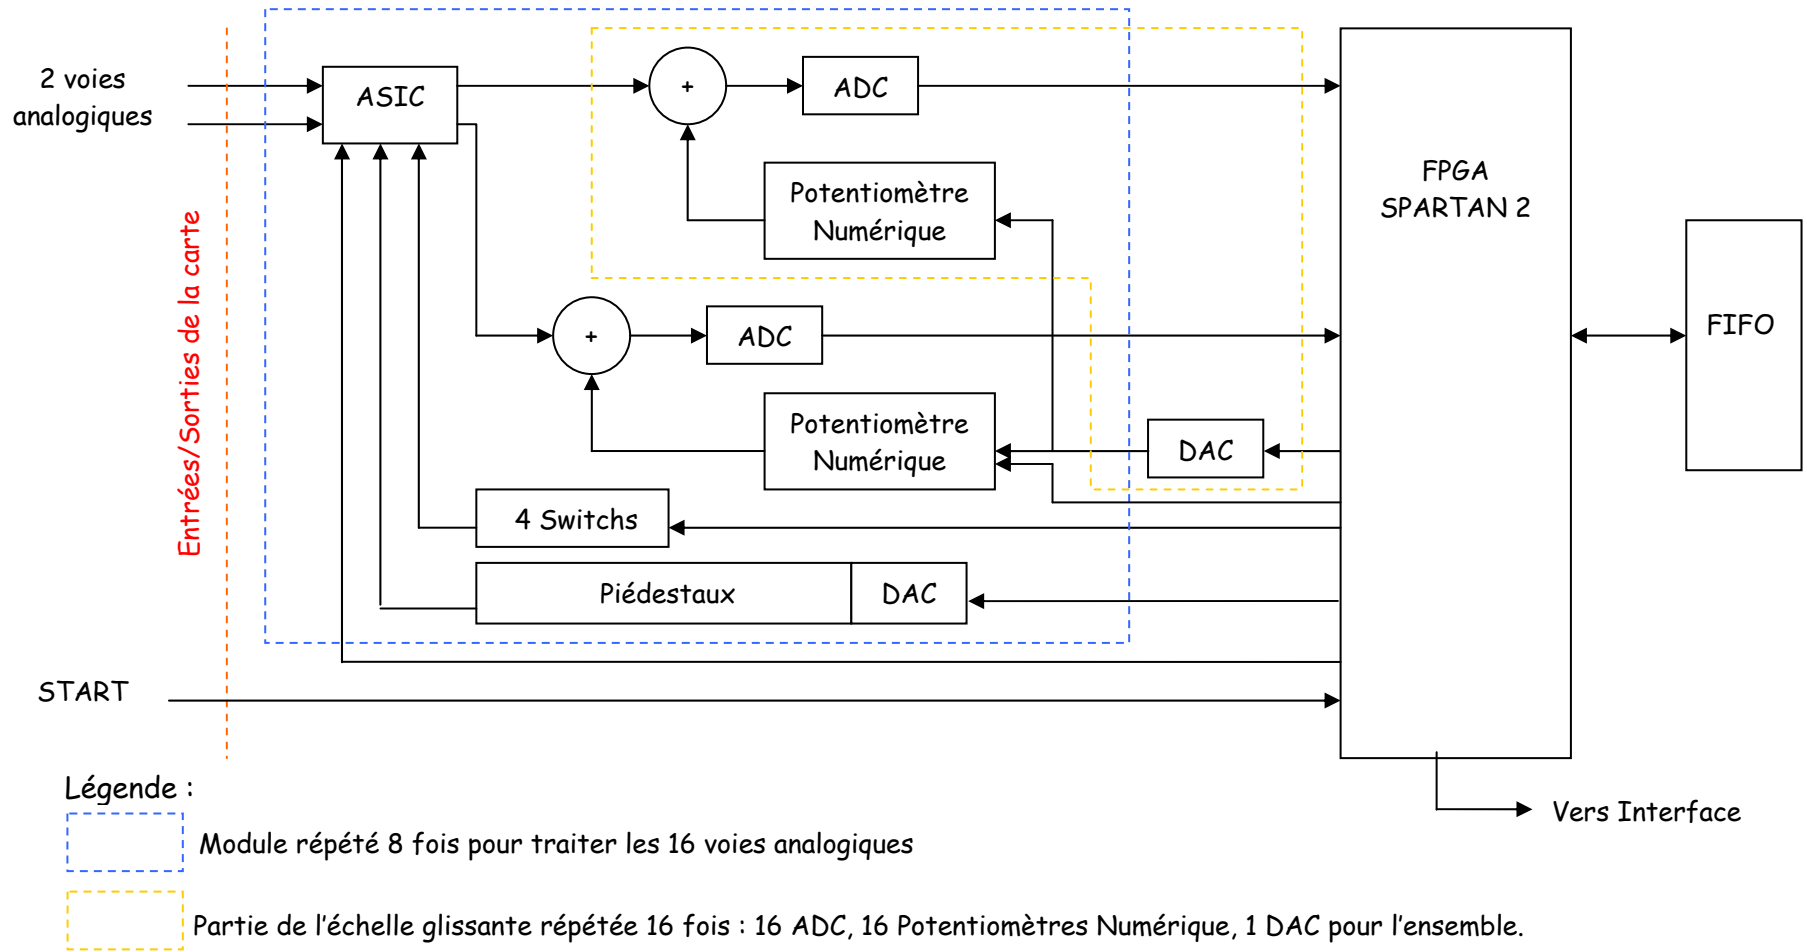 2 voies
analogiques
ASIC
+
ADC
Potentiomètre
Numérique
FPGA
SPARTAN 2
Entrées/Sorties de la carte
+
ADC
FIFO
Potentiomètre
Numérique
DAC
4 Switchs
Piédestaux
DAC
START
Vers Interface
Légende :
Module répété 8 fois pour traiter les 16 voies analogiques
Partie de l'échelle glissante répétée 16 fois : 16 ADC, 16 Potentiomètres Numérique, 1 DAC pour l'ensemble.